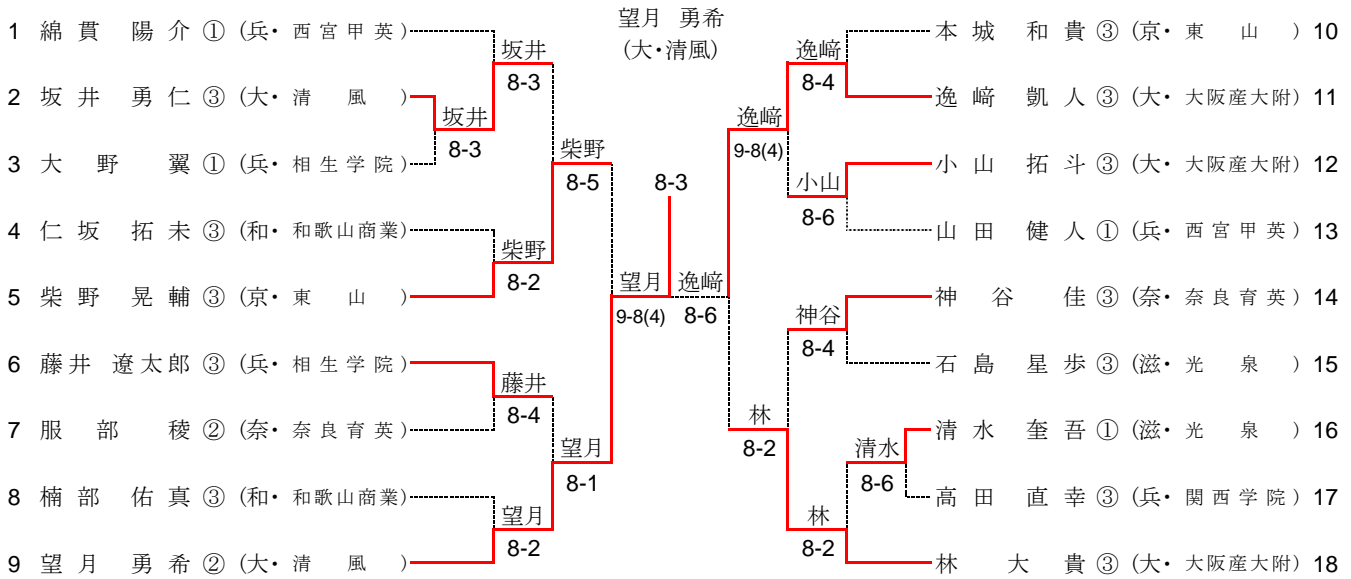 望月 勇希
(大・清風)
1 綿貫 陽介 ① (兵・西宮甲英)
2 坂井 勇仁 ③ (大・清風)
3 大野 翼 ① (兵・相生学院)
4 仁坂 拓未 ③ (和・和歌山商業)
5 柴野 晃輔 ③ (京・東山)
6 藤井 遼太郎 ③ (兵・相生学院)
7 服部 稜 ② (奈・奈良育英)
8 楠部 佑真 ③ (和・和歌山商業)
9 望月 勇希 ② (大・清風)
坂井
8-3
坂井
8-3
柴野
8-2
藤井
8-4
望月
8-2
柴野
8-5
望月
8-1
望月
9-8(4)
8-3
逸﨑
8-6
逸﨑
9-8(4)
林
8-2
逸﨑
8-4
小山
8-6
神谷
8-4
清水
8-6
林
8-2
本城 和貴 ③ (京・東山) 10
逸﨑 凱人 ③ (大・大阪産大附) 11
小山 拓斗 ③ (大・大阪産大附) 12
山田 健人 ① (兵・西宮甲英) 13
神谷 佳 ③ (奈・奈良育英) 14
石島 星歩 ③ (滋・光泉) 15
清水 奎吾 ① (滋・光泉) 16
高田 直幸 ③ (兵・関西学院) 17
林 大貴 ③ (大・大阪産大附) 18